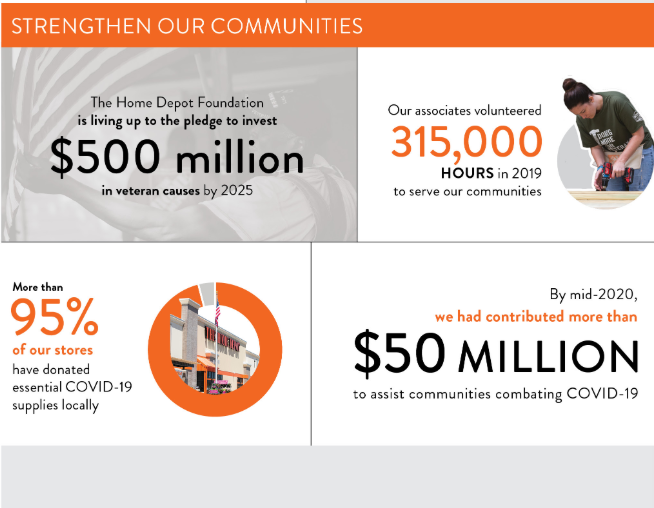 STRENGTHEN OUR COMMUNITIES
The Home Depot Foundation
is living up to the pledge to invest
$500 million
in veteran causes by 2025
Our associates volunteered
315,000
HOURS in 2019
to serve our communities
More than
95%
of our stores
have donated
essential COVID-19
supplies locally
By mid-2020,
we had contributed more than
$50 MILLION
to assist communities combating COVID-19